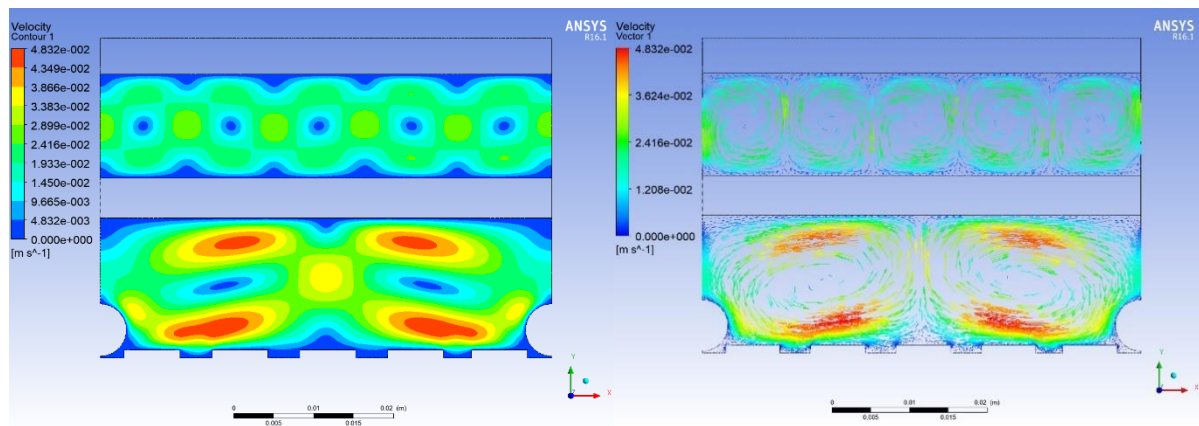 Velocity
Contour 1
4.832e-002
4.349e-002
3.866e-002
3.383e-002
2.899e-002
2.416e-002
1.933e-002
1.450e-002
9.665e-003
4.832e-003
0.000e+000
[m s^-1]
ANSYS
R16.1
Y
X
0 0.01 0.02 (m)
0.005 0.015
Velocity
Vector 1
4.832e-002
3.624e-002
2.416e-002
1.208e-002
0.000e+000
[m s^-1]
ANSYS
R16.1
Y
X
0 0.01 0.02 (m)
0.005 0.015